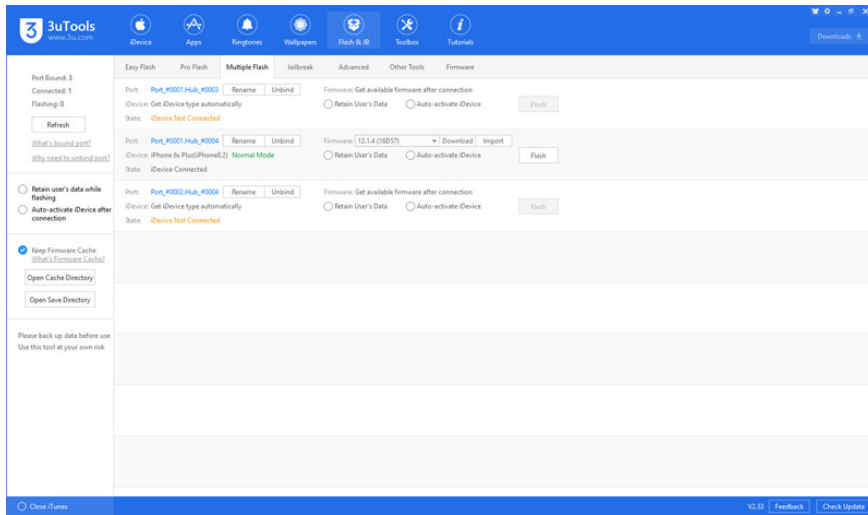 3uTools
www.3u.com
iDevice
Apps
Ringtones
Wallpapers
Flash & JB
Toolbox
Tutorials
Downloads
Port Bound: 3
Connected: 1
Flashing: 0
Refresh
What's bound port?
Why need to unbind port?
Retain user's data while
flashing
Auto-activate iDevice after
connection
Keep Firmware Cache
What's Firmware Cache?
Open Cache Directory
Open Save Directory
Please back up data before use
Use this tool at your own risk
Easy Flash Pro Flash Multiple Flash Jailbreak Advanced Other Tools Firmware
Port: Port_#0001.Hub_#0003 Rename Unbind Firmware: Get available firmware after connection
iDevice: Get iDevice type automatically Retain User's Data Auto-activate iDevice Flash
State: iDevice Not Connected
Port: Port_#0001.Hub_#0004 Rename Unbind Firmware: 12.1.4 (16D57) Download Import
iDevice: iPhone 6s Plus(iPhone8,2) Normal Mode Retain User's Data Auto-activate iDevice Flash
State: iDevice Connected
Port: Port_#0002.Hub_#0004 Rename Unbind Firmware: Get available firmware after connection
iDevice: Get iDevice type automatically Retain User's Data Auto-activate iDevice Flash
State: iDevice Not Connected
Close iTunes
V2.33 Feedback Check Update